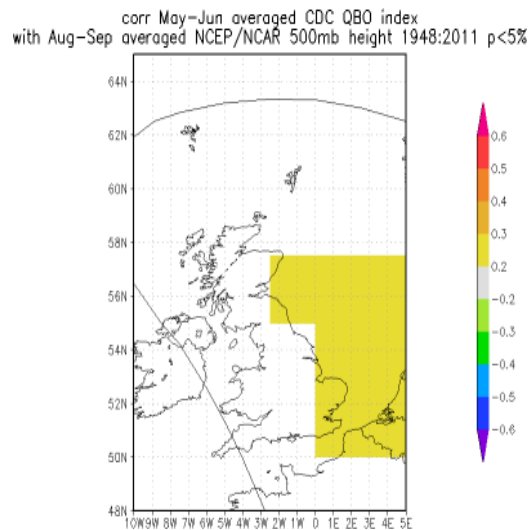 corr May-Jun averaged CDC QBO index
with Aug-Sep averaged NCEP/NCAR 500mb height 1948:2011 p<5%
64N
62N
60N
58N
56N
54N
52N
50N
48N
10W 9W 8W 7W 6W 5W 4W 3W 2W 1W 0 1E 2E 3E 4E 5E
0.6
0.5
0.4
0.3
0.2
-0.2
-0.3
-0.4
-0.5
-0.6